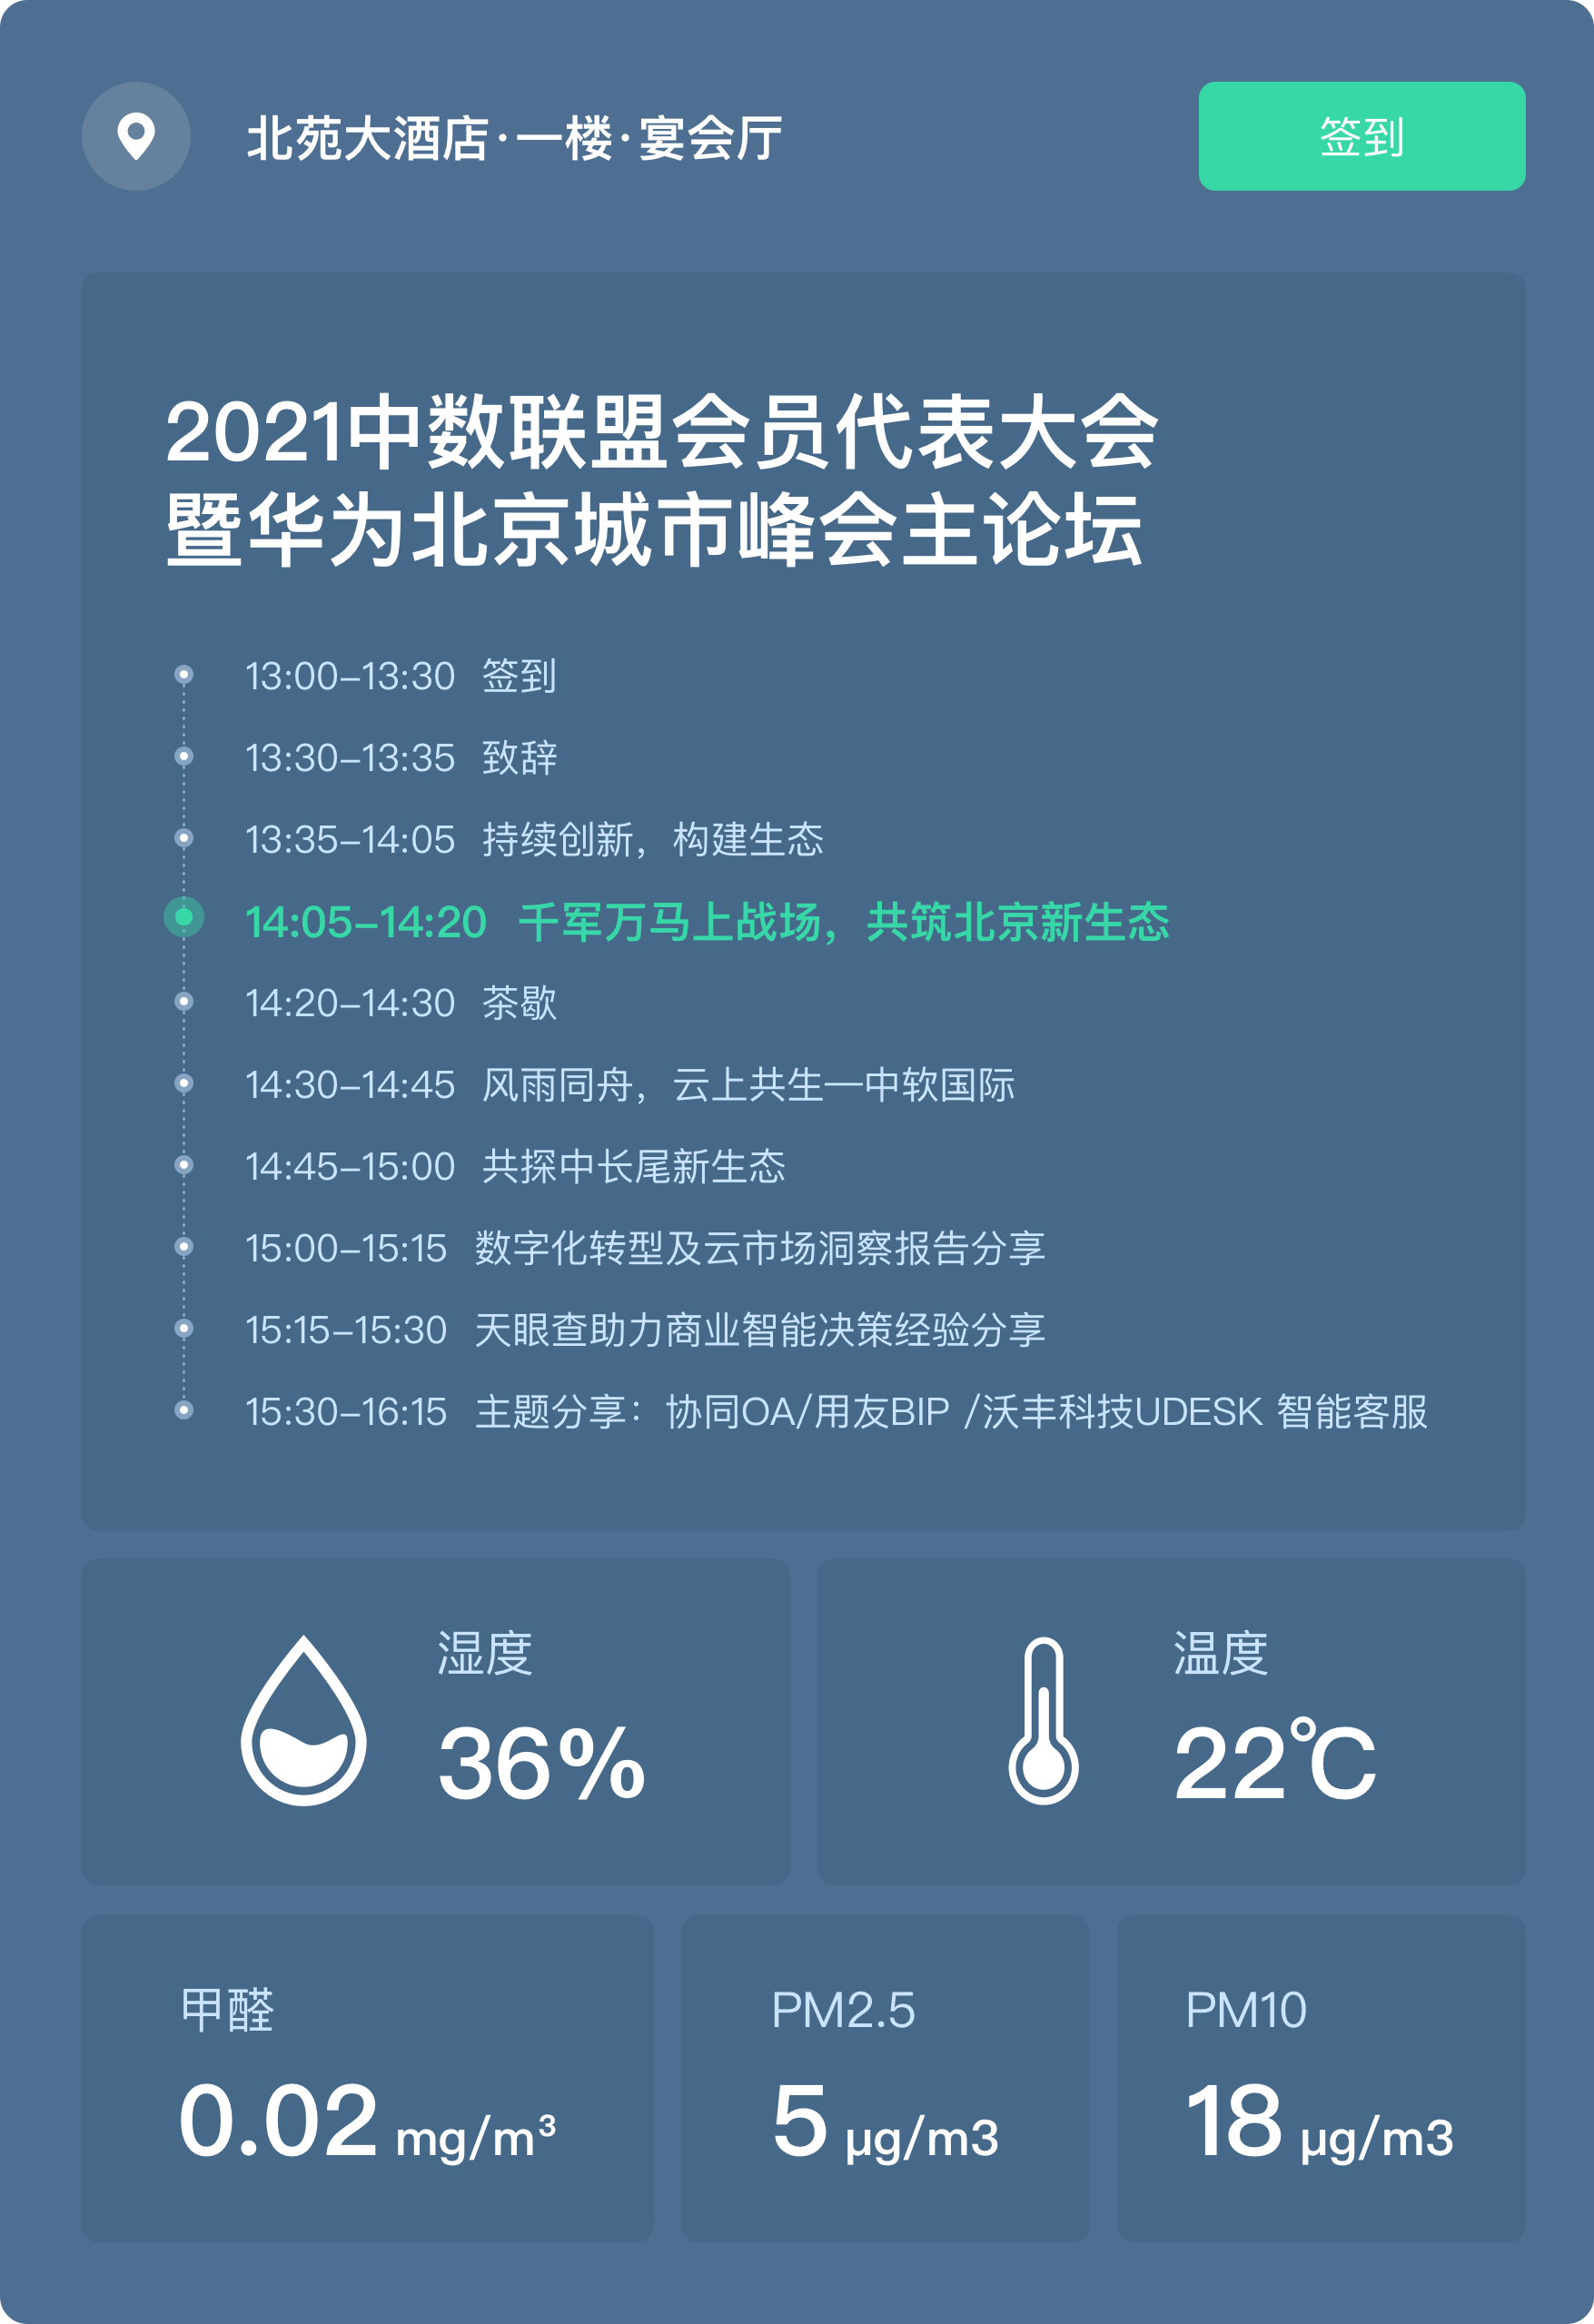 北苑大酒店·一楼·宴会厅
签到
2021中数联盟会员代表大会
暨华为北京城市峰会主论坛
13:00–13:30 签到
13:30–13:35 致辞
13:35–14:05 持续创新，构建生态
14:05–14:20 千军万马上战场，共筑北京新生态
14:20–14:30 茶歇
14:30–14:45 风雨同舟，云上共生—中软国际
14:45–15:00 共探中长尾新生态
15:00–15:15 数字化转型及云市场洞察报告分享
15:15–15:30 天眼查助力商业智能决策经验分享
15:30–16:15 主题分享：协同OA/用友BIP /沃丰科技UDESK 智能客服
湿度
36%
温度
22℃
甲醛
0.02 mg/m³
PM2.5
5 μg/m3
PM10
18 μg/m3